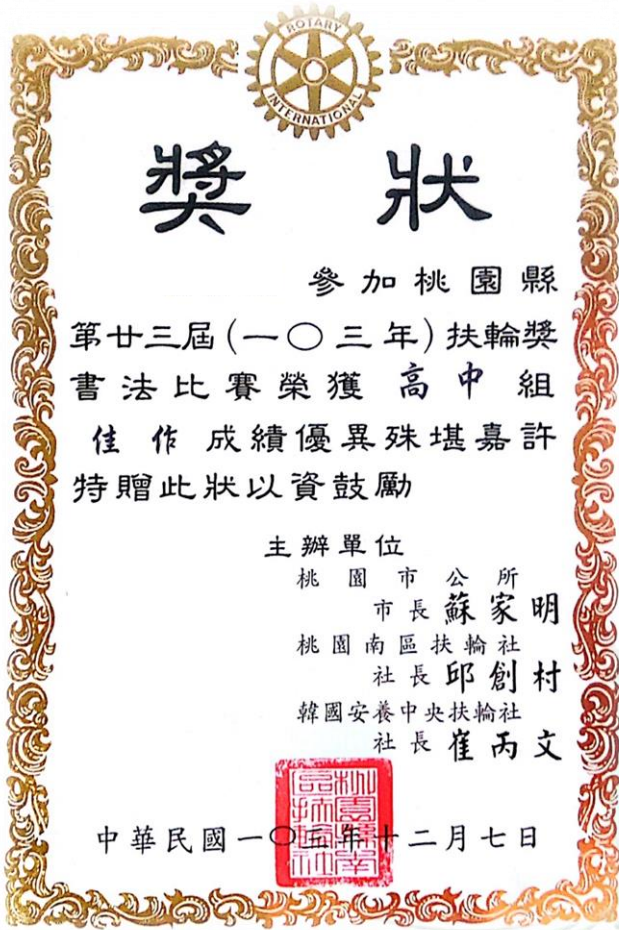 ROTARY
INTERNATIONAL
獎狀
參加桃園縣
第廿三屆(一〇三年)扶輪獎
書法比賽榮獲 高中 組
佳作 成績優異殊堪嘉許
特贈此狀以資鼓勵
主辦單位
桃園市公所
市長 蘇家明
桃園南區扶輪社
社長 邱創村
韓國安養中央扶輪社
社長 崔丙文
中華民國一〇三年十二月七日